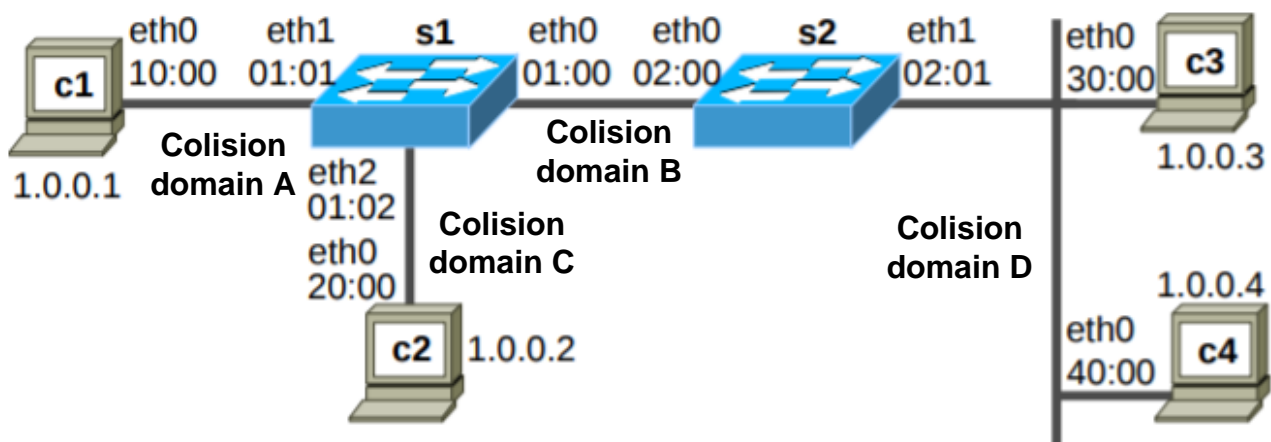 eth0
10:00
c1
1.0.0.1
Colision
domain A
eth1
01:01
s1
eth0
01:00
eth2
01:02
Colision
domain C
eth0
20:00
c2
1.0.0.2
Colision
domain B
eth0
02:00
s2
eth1
02:01
Colision
domain D
eth0
30:00
c3
1.0.0.3
1.0.0.4
eth0
40:00
c4